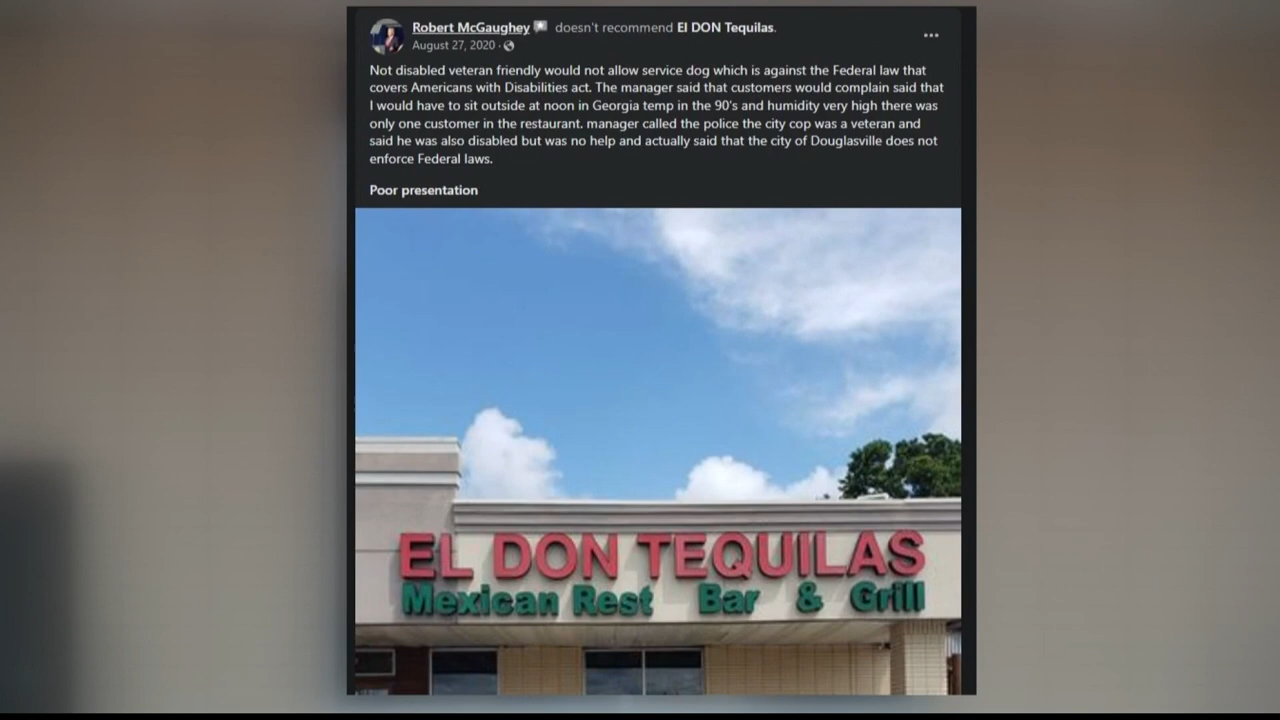 Robert McGaughey doesn't recommend El DON Tequilas.
August 27, 2020 ·
Not disabled veteran friendly would not allow service dog which is against the Federal law that
covers Americans with Disabilities act. The manager said that customers would complain said that
I would have to sit outside at noon in Georgia temp in the 90's and humidity very high there was
only one customer in the restaurant. manager called the police the city cop was a veteran and
said he was also disabled but was no help and actually said that the city of Douglasville does not
enforce Federal laws.
Poor presentation
EL DON TEQUILAS
Mexican Rest Bar & Grill